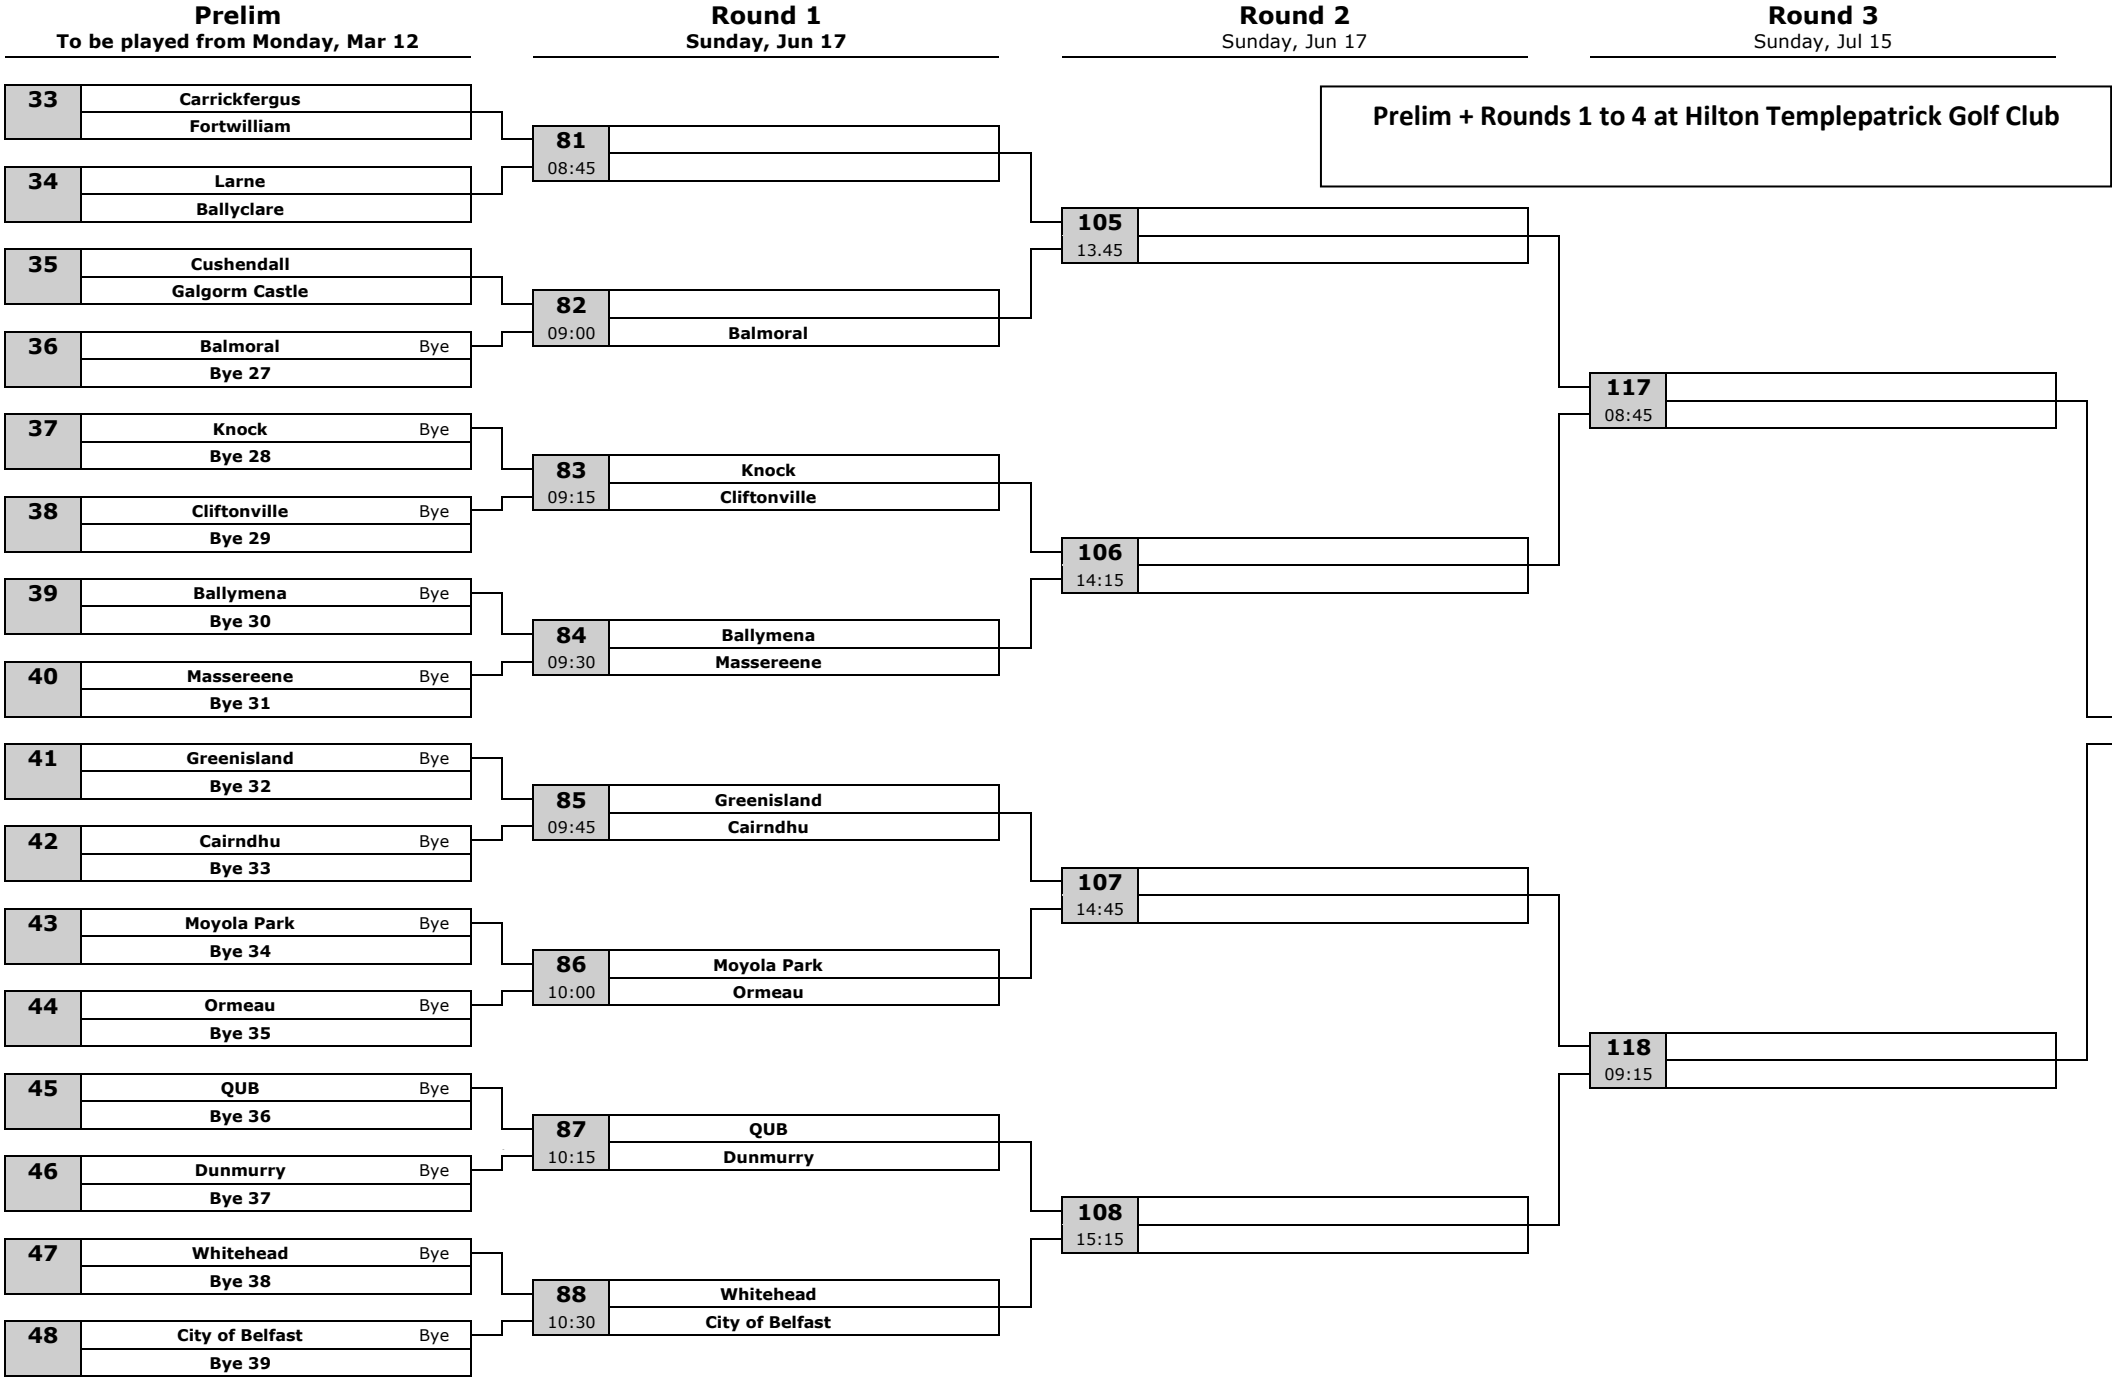 Prelim
To be played from Monday, Mar 12
Round 1
Sunday, Jun 17
Round 2
Sunday, Jun 17
Round 3
Sunday, Jul 15
Prelim + Rounds 1 to 4 at Hilton Templepatrick Golf Club
33 Carrickfergus
Fortwilliam
34 Larne
Ballyclare
35 Cushendall
Galgorm Castle
36 Balmoral Bye
Bye 27
37 Knock Bye
Bye 28
38 Cliftonville Bye
Bye 29
39 Ballymena Bye
Bye 30
40 Massereene Bye
Bye 31
41 Greenisland Bye
Bye 32
42 Cairndhu Bye
Bye 33
43 Moyola Park Bye
Bye 34
44 Ormeau Bye
Bye 35
45 QUB Bye
Bye 36
46 Dunmurry Bye
Bye 37
47 Whitehead Bye
Bye 38
48 City of Belfast Bye
Bye 39
81
08:45
82
09:00 Balmoral
83 Knock
09:15 Cliftonville
84 Ballymena
09:30 Massereene
85 Greenisland
09:45 Cairndhu
86 Moyola Park
10:00 Ormeau
87 QUB
10:15 Dunmurry
88 Whitehead
10:30 City of Belfast
105
13.45
106
14:15
107
14:45
108
15:15
117
08:45
118
09:15